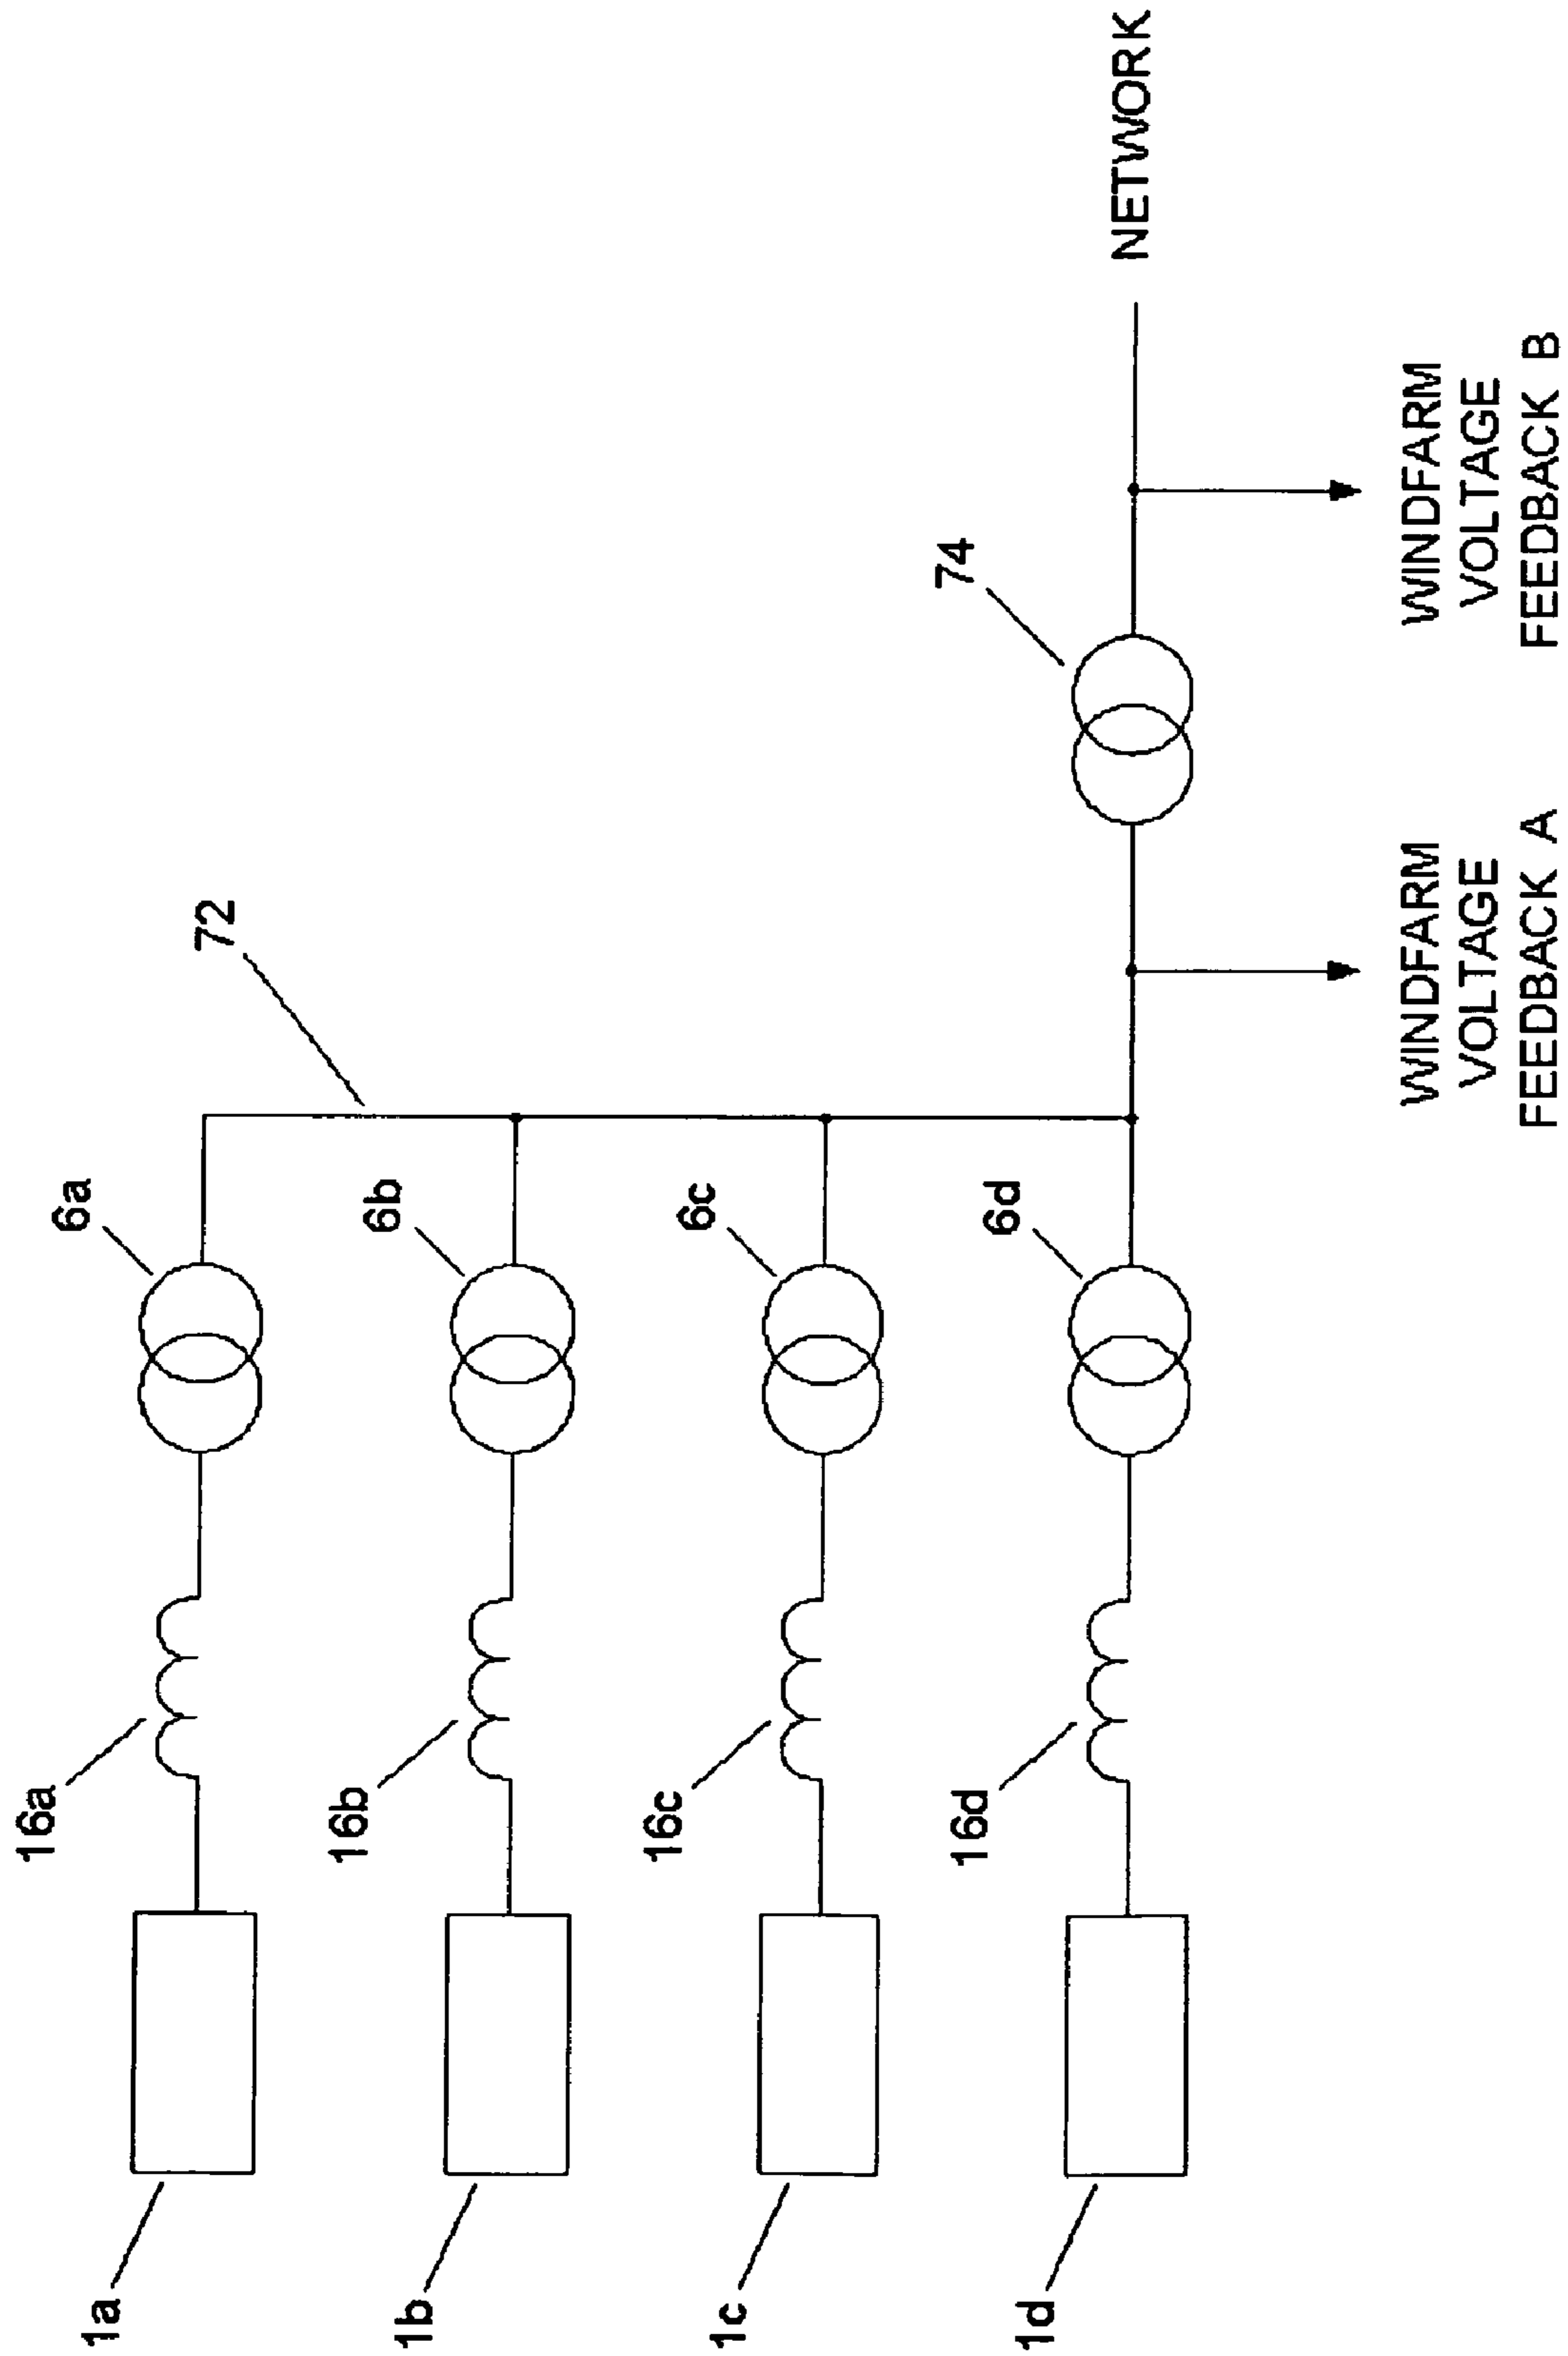 1a
16a
6a
72
1b
16b
6b
1c
16c
6c
74
1d
16d
6d
NETWORK
WINDFARM
VOLTAGE
FEEDBACK A
WINDFARM
VOLTAGE
FEEDBACK B